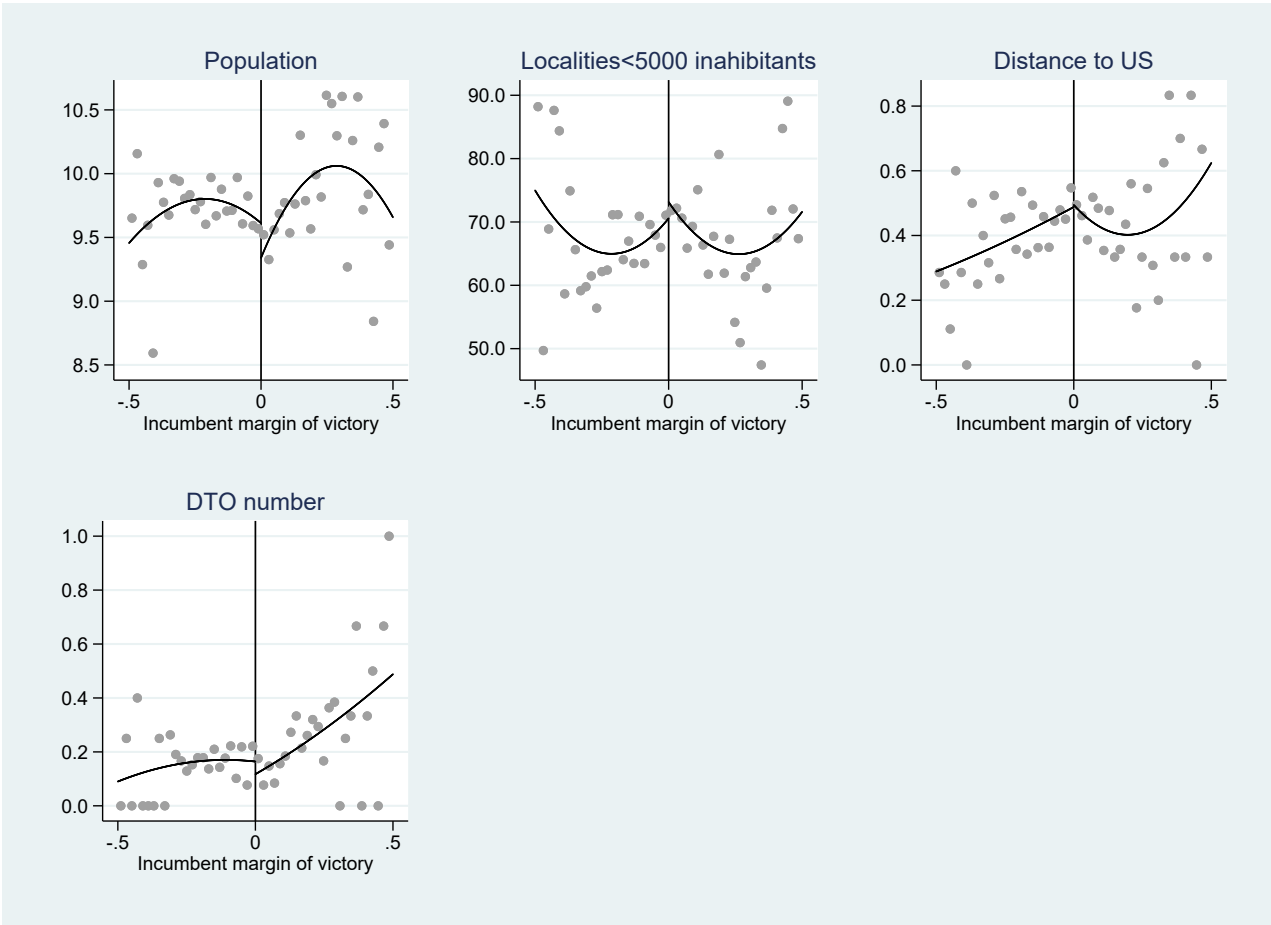 Population
10.5
10.0
9.5
9.0
8.5
-.5 0 .5
Incumbent margin of victory
Localities<5000 inahibitants
90.0
80.0
70.0
60.0
50.0
-.5 0 .5
Incumbent margin of victory
Distance to US
0.8
0.6
0.4
0.2
0.0
-.5 0 .5
Incumbent margin of victory
DTO number
1.0
0.8
0.6
0.4
0.2
0.0
-.5 0 .5
Incumbent margin of victory